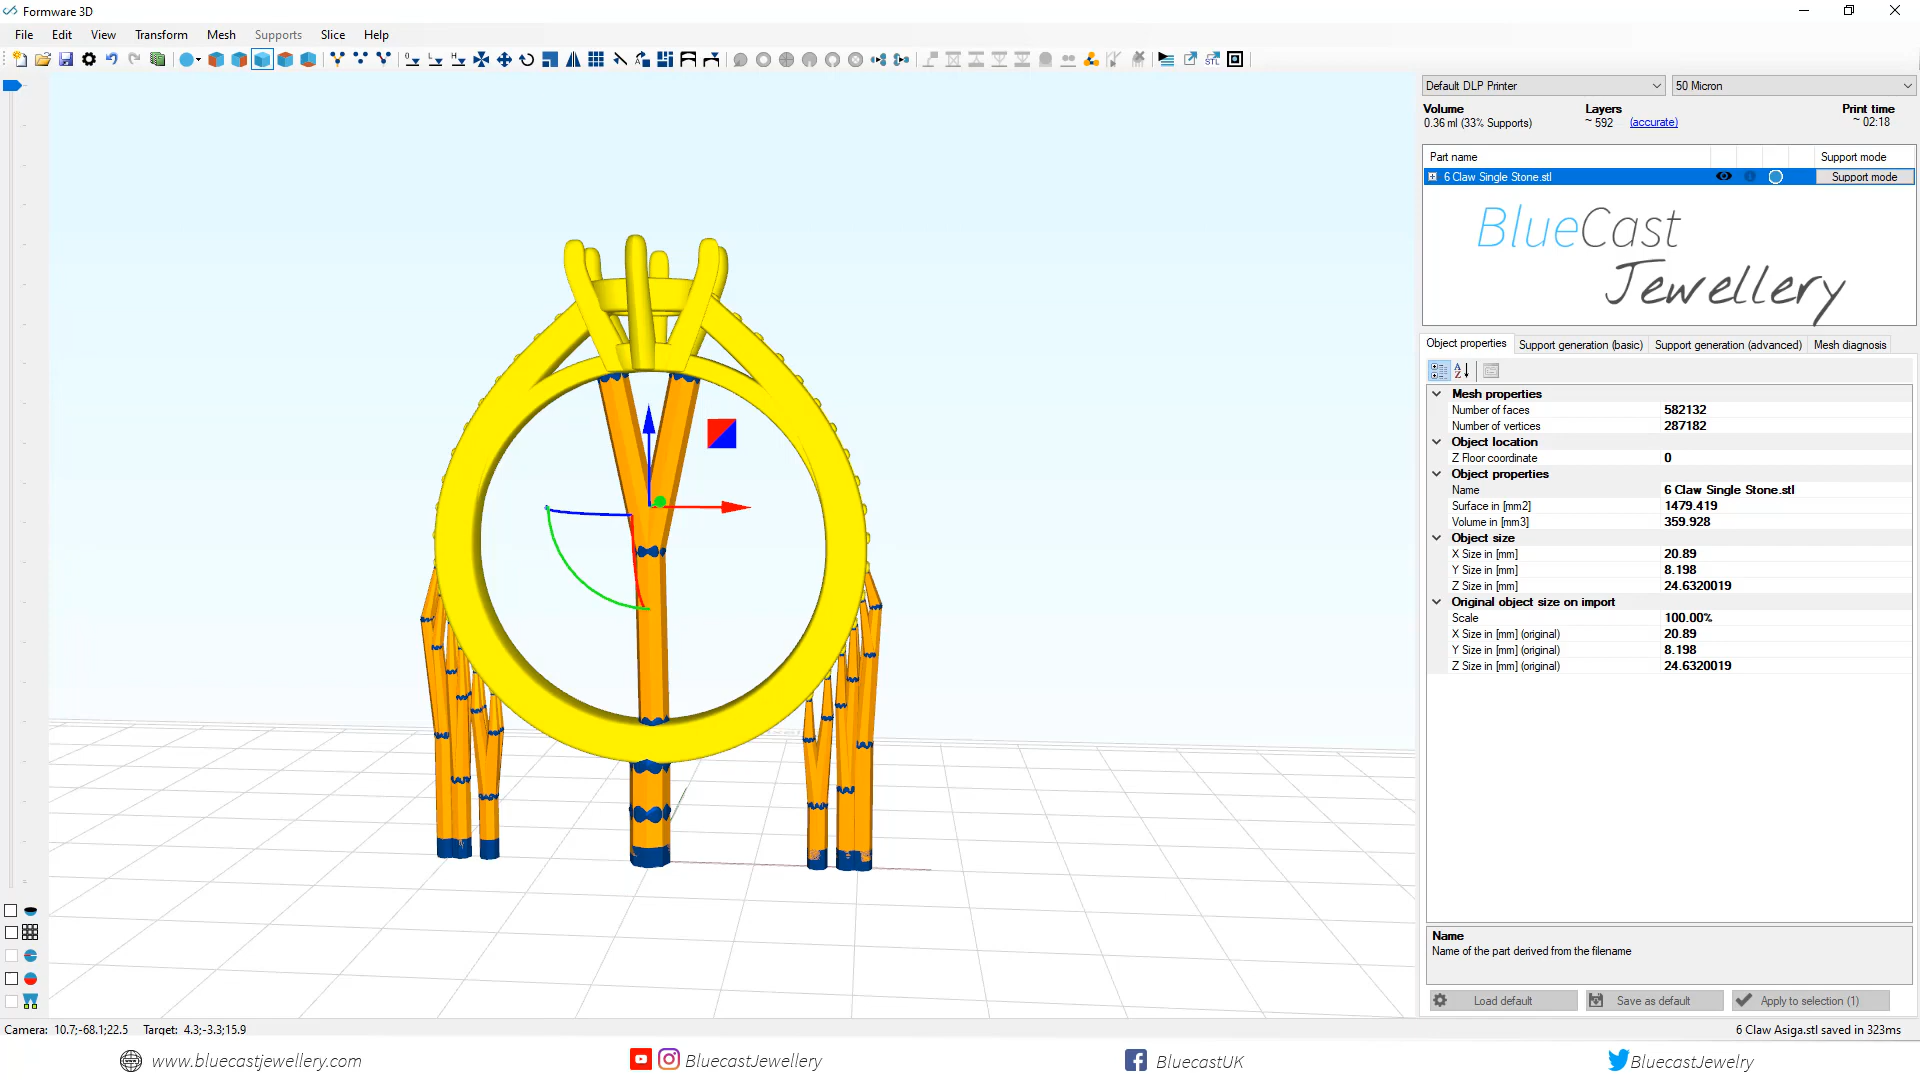 Formware 3D
File Edit View Transform Mesh Supports Slice Help
STL
Default DLP Printer 50 Micron
Volume Layers Print time
0.36 ml (33% Supports) ~ 592 (accurate) ~ 02:18
Part name Support mode
6 Claw Single Stone.stl Support mode
BlueCast
Jewellery
Object properties Support generation (basic) Support generation (advanced) Mesh diagnosis
Mesh properties
Number of faces 582132
Number of vertices 287182
Object location
Z Floor coordinate 0
Object properties
Name 6 Claw Single Stone.stl
Surface in [mm2] 1479.419
Volume in [mm3] 359.928
Object size
X Size in [mm] 20.89
Y Size in [mm] 8.198
Z Size in [mm] 24.6320019
Original object size on import
Scale 100.00%
X Size in [mm] (original) 20.89
Y Size in [mm] (original) 8.198
Z Size in [mm] (original) 24.6320019
Name
Name of the part derived from the filename
Load default Save as default Apply to selection (1)
Camera: 10.7;-68.1;22.5 Target: 4.3;-3.3;15.9 6 Claw Asiga.stl saved in 323ms
www.bluecastjewellery.com BluecastJewellery BluecastUK BluecastJewelry